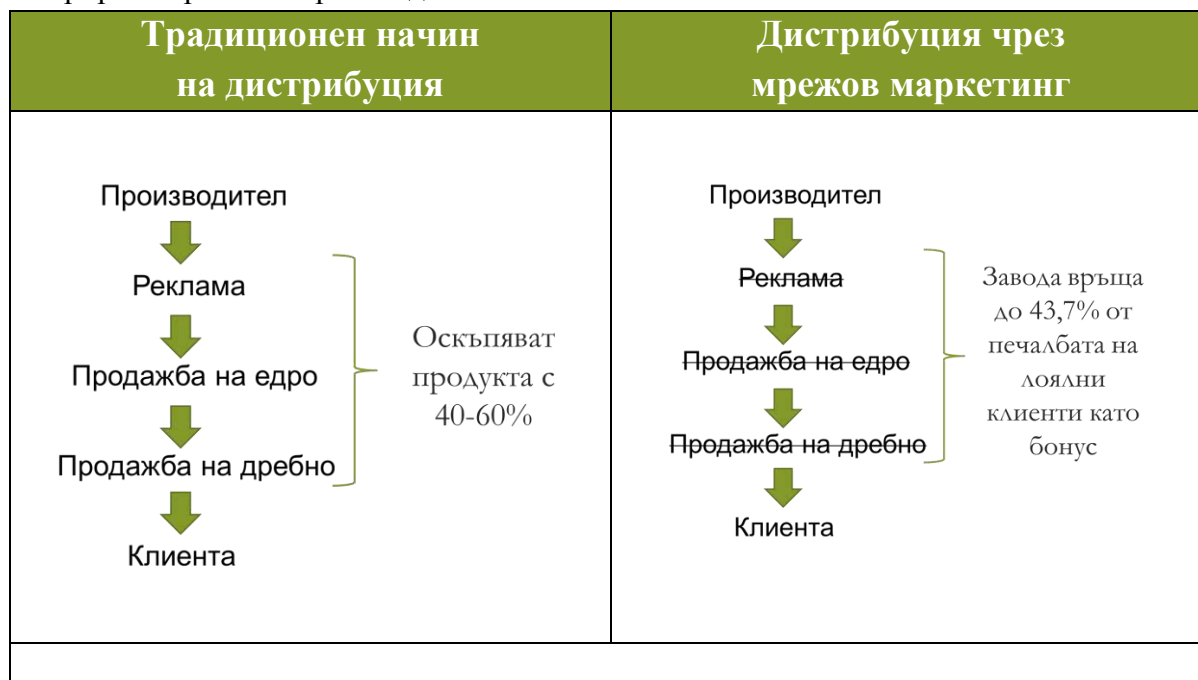 Традиционен начин
на дистрибуция
Дистрибуция чрез
мрежов маркетинг
Производител
Реклама
Продажба на едро
Продажба на дребно
Клиента
Оскъпяват
продукта с
40-60%
Производител
Реклама
Продажба на едро
Продажба на дребно
Клиента
Завода връща
до 43,7% от
печалбата на
лоялни
клиенти като
бонус